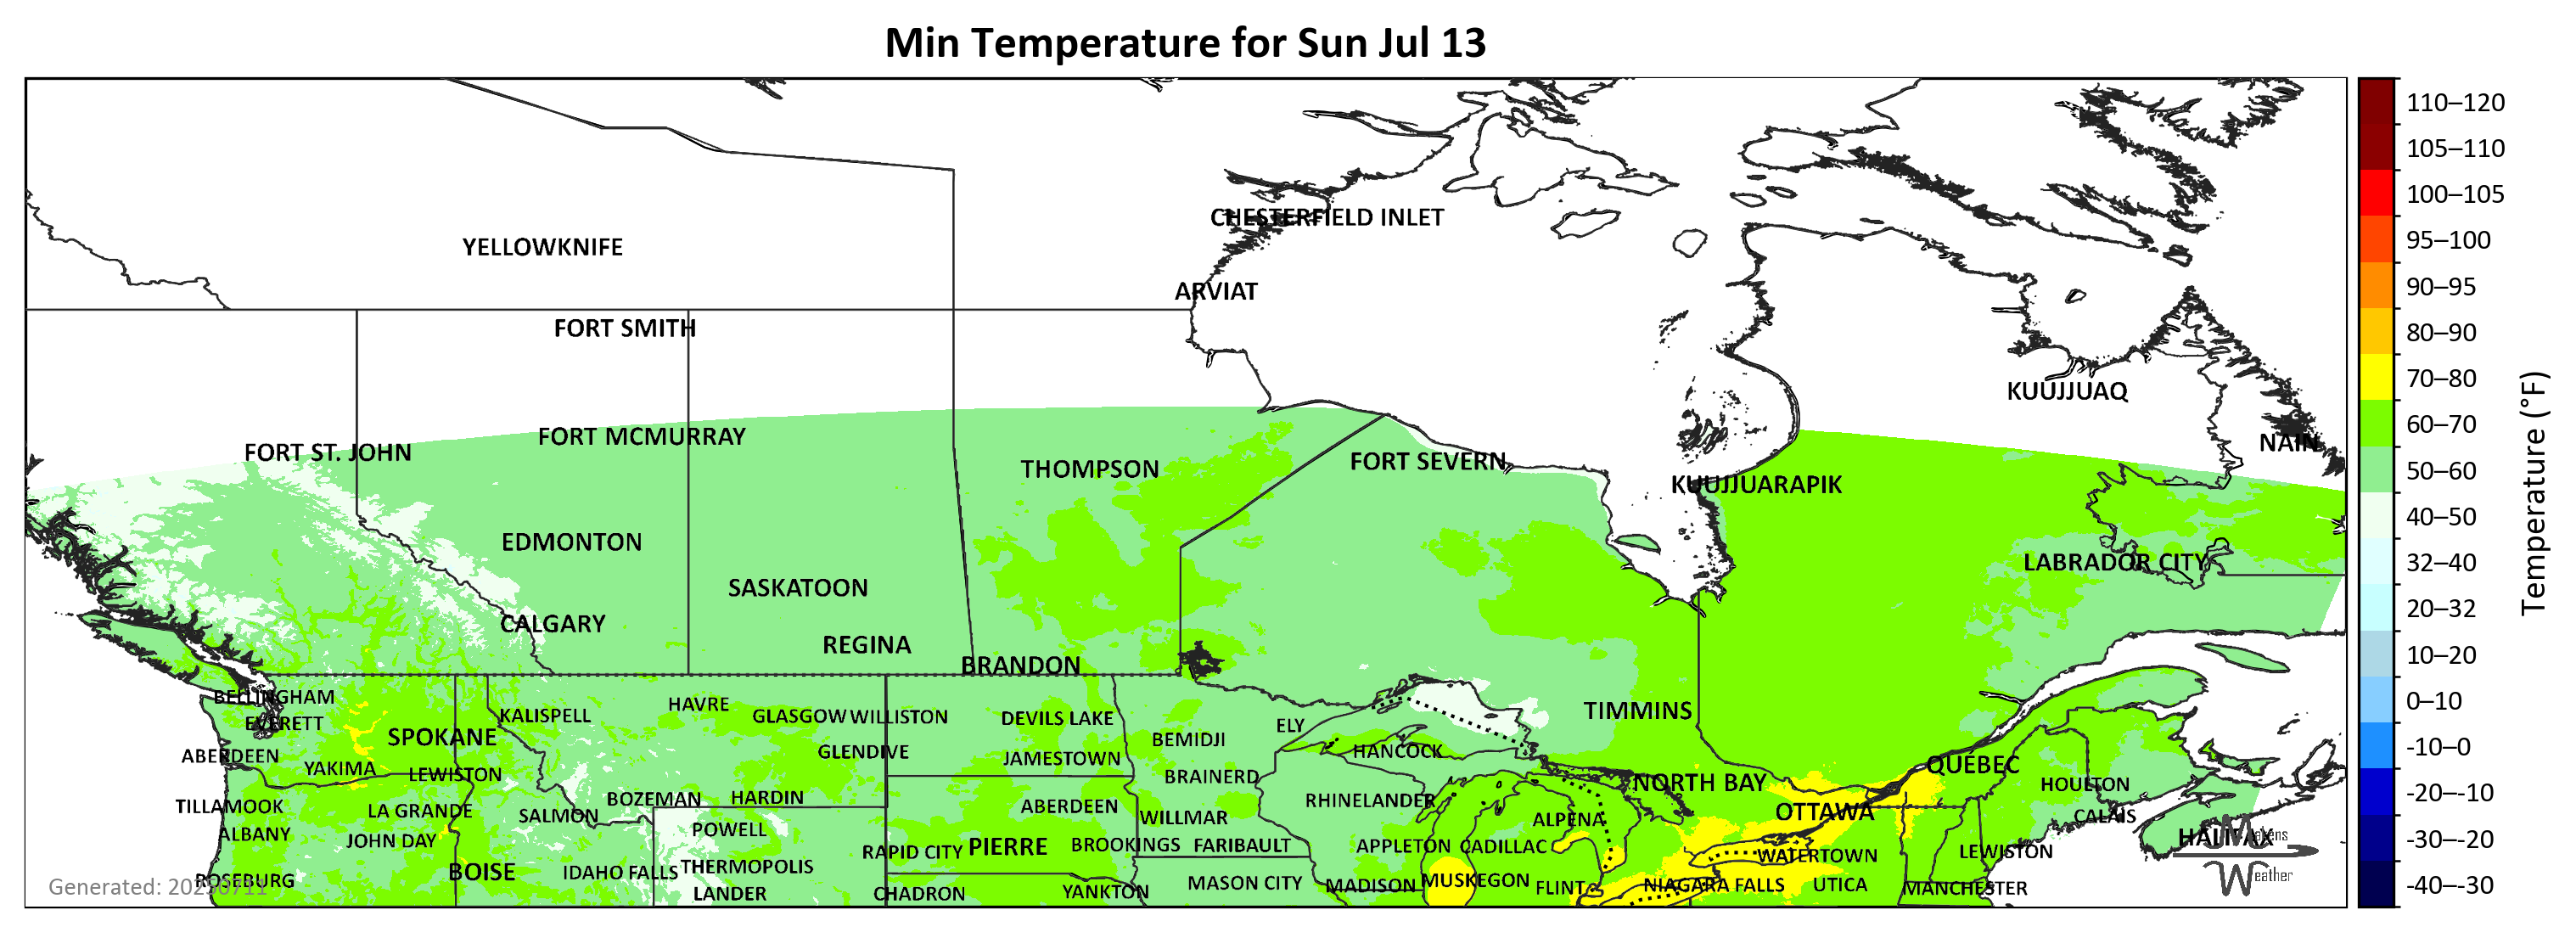 Min Temperature for Sun Jul 13
CHESTERFIELD INLET
YELLOWKNIFE
ARVIAT
FORT SMITH
KUUJJUAQ
FORT MCMURRAY
NAIN
FORT ST. JOHN
FORT SEVERN
THOMPSON
KUUJJUARAPIK
EDMONTON
LABRADOR CITY
SASKATOON
CALGARY
REGINA
BRANDON
BELLINGHAM
HAVRE
TIMMINS
KALISPELL
GLASGOW
WILLISTON
DEVILS LAKE
EVERETT
ELY
SPOKANE
BEMIDJI
GLENDIVE
HANCOCK
ABERDEEN
JAMESTOWN
QUÉBEC
YAKIMA
LEWISTON
BRAINERD
NORTH BAY
HOULTON
BOZEMAN
HARDIN
RHINELANDER
TILLAMOOK
ABERDEEN
LA GRANDE
OTTAWA
SALMON
WILLMAR
CALAIS
ALPENA
POWELL
ALBANY
HALIFAX
Makens
JOHN DAY
BROOKINGS
FARIBAULT
APPLETON
CADILLAC
PIERRE
RAPID CITY
LEWISTON
WATERTOWN
THERMOPOLIS
BOISE
IDAHO FALLS
Weather
ROSEBURG
MUSKEGON
MASON CITY
MADISON
NIAGARA FALLS
UTICA
Generated: 20250711
FLINT
MANCHESTER
LANDER
CHADRON
YANKTON
110–120
105–110
100–105
95–100
90–95
80–90
70–80
60–70
50–60
40–50
32–40
20–32
10–20
0–10
-10–0
-20–-10
-30–-20
-40–-30
Temperature (°F)